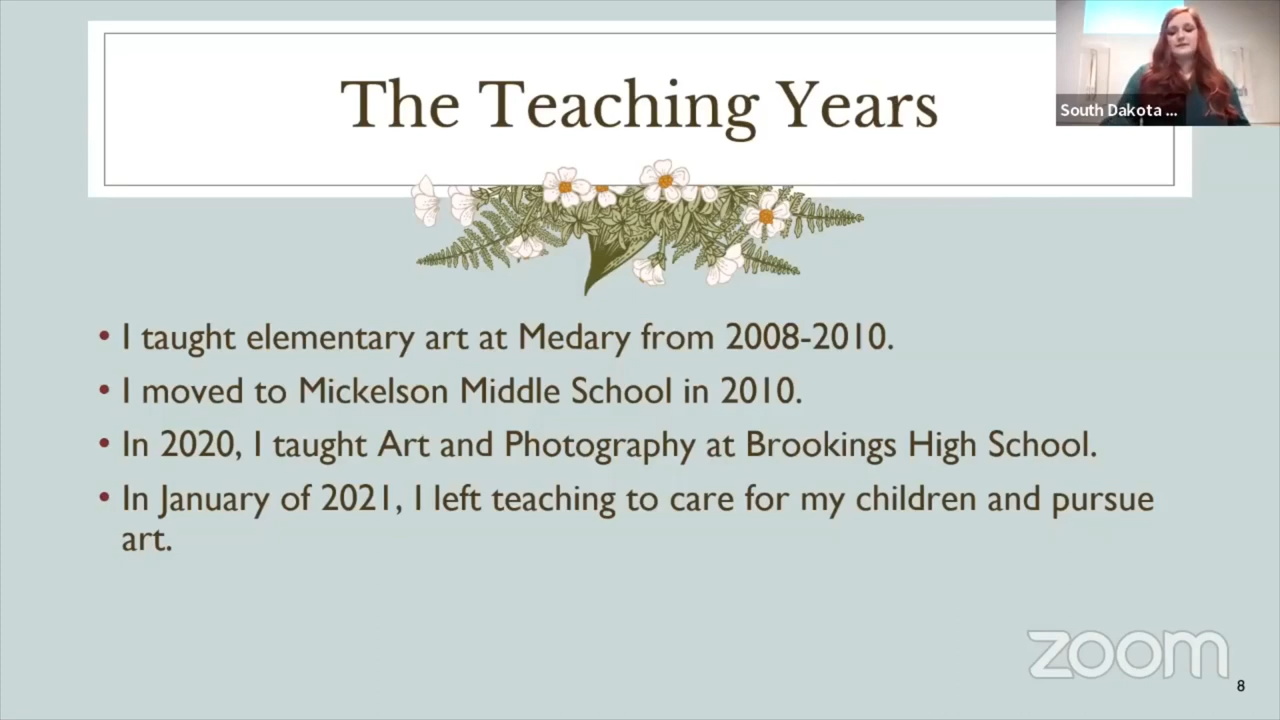 The Teaching Years
South Dakota ...
• I taught elementary art at Medary from 2008-2010.
• I moved to Mickelson Middle School in 2010.
• In 2020, I taught Art and Photography at Brookings High School.
• In January of 2021, I left teaching to care for my children and pursue
art.
zoom
8